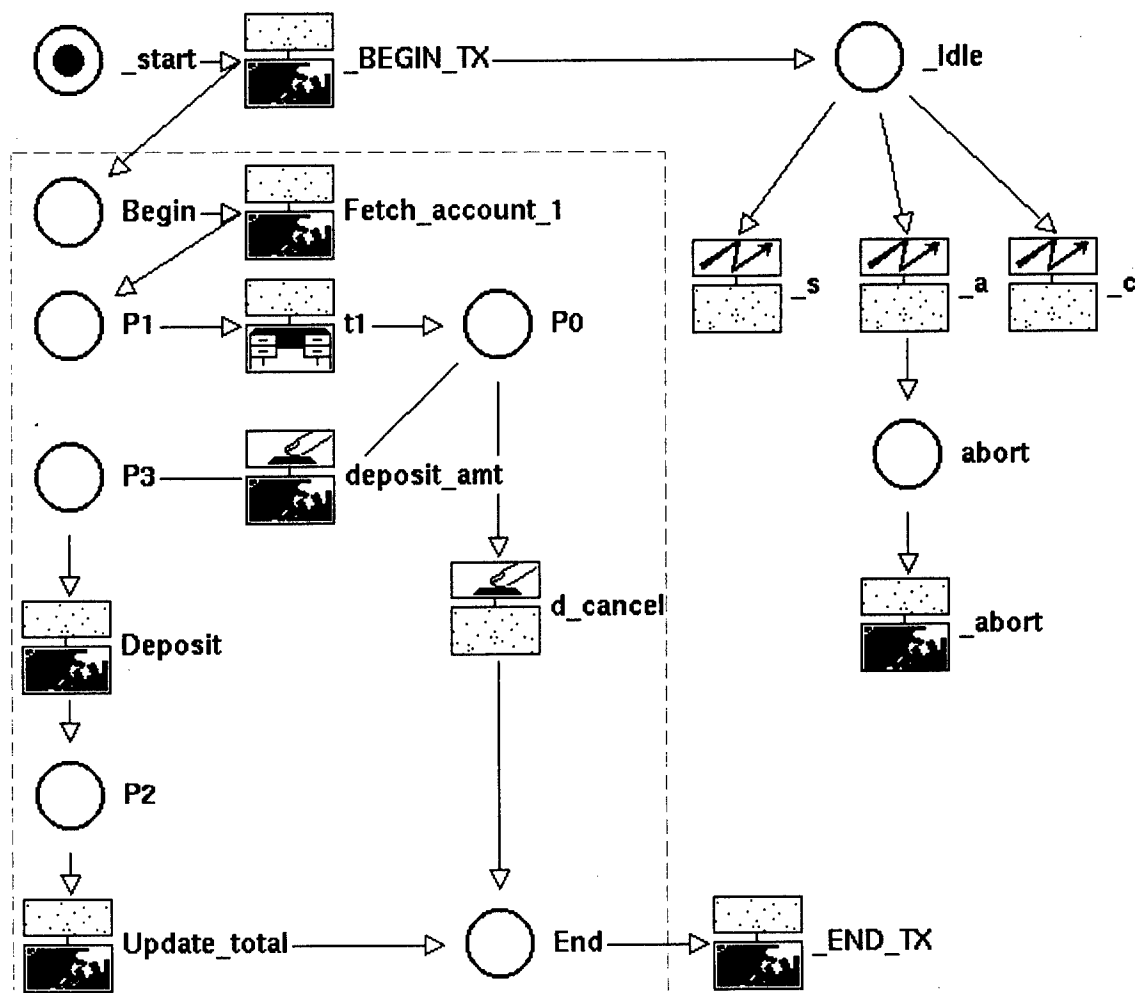 _start
_BEGIN_TX
_Idle
Begin
Fetch_account_1
_s
_a
_c
P1
t1
P0
P3
deposit_amt
abort
d_cancel
Deposit
_abort
P2
Update_total
End
_END_TX